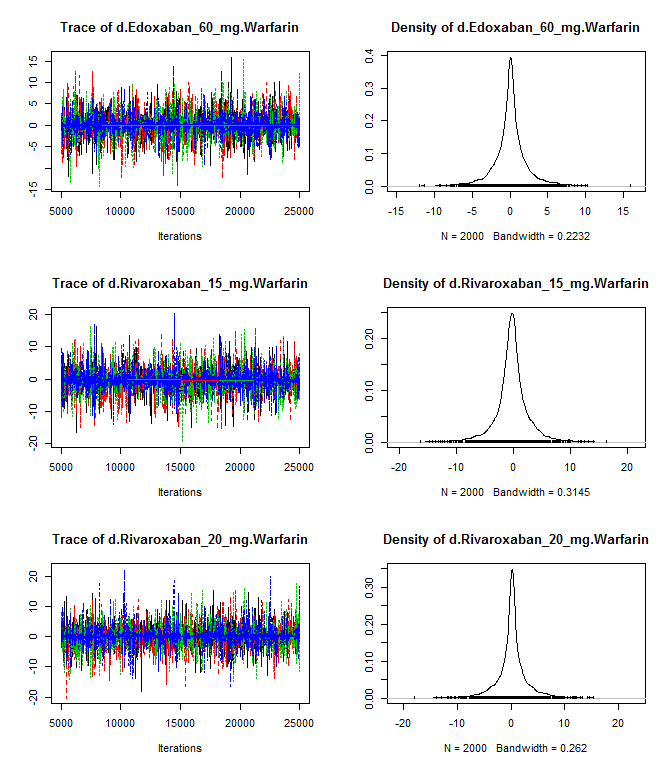 Trace of d.Edoxaban_60_mg.Warfarin
Density of d.Edoxaban_60_mg.Warfarin
15
10
5
0
-5
-15
5000 10000 15000 20000 25000
Iterations
0.4
0.3
0.2
0.1
0.0
-15 -10 -5 0 5 10 15
N = 2000 Bandwidth = 0.2232
Trace of d.Rivaroxaban_15_mg.Warfarin
Density of d.Rivaroxaban_15_mg.Warfarin
20
10
0
-10
-20
5000 10000 15000 20000 25000
Iterations
0.20
0.10
0.00
-20 -10 0 10 20
N = 2000 Bandwidth = 0.3145
Trace of d.Rivaroxaban_20_mg.Warfarin
Density of d.Rivaroxaban_20_mg.Warfarin
20
10
0
-10
-20
5000 10000 15000 20000 25000
Iterations
0.30
0.20
0.10
0.00
-20 -10 0 10 20
N = 2000 Bandwidth = 0.262